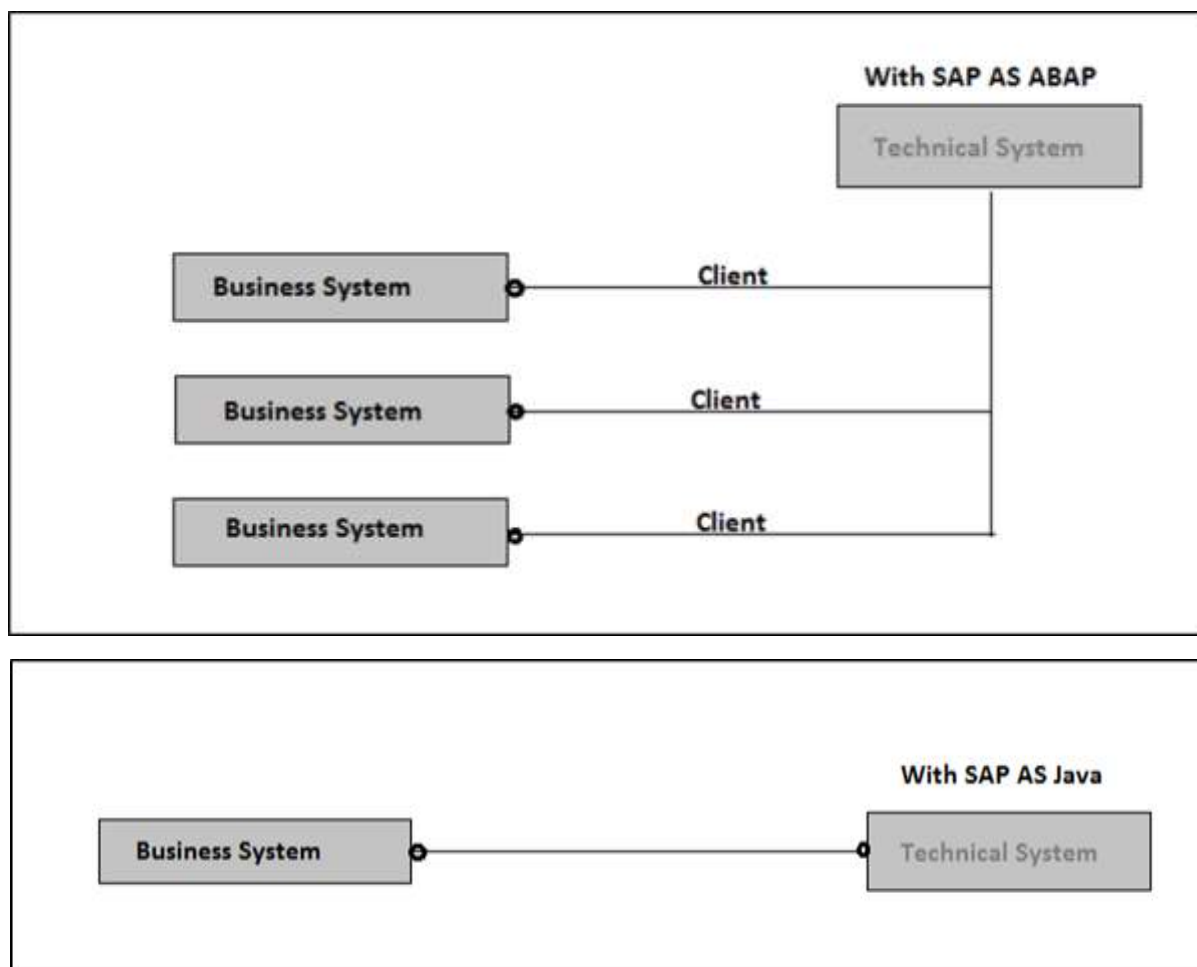 With SAP AS ABAP
Technical System
Client
Business System
Client
Business System
Client
Business System
With SAP AS Java
Business System
Technical System